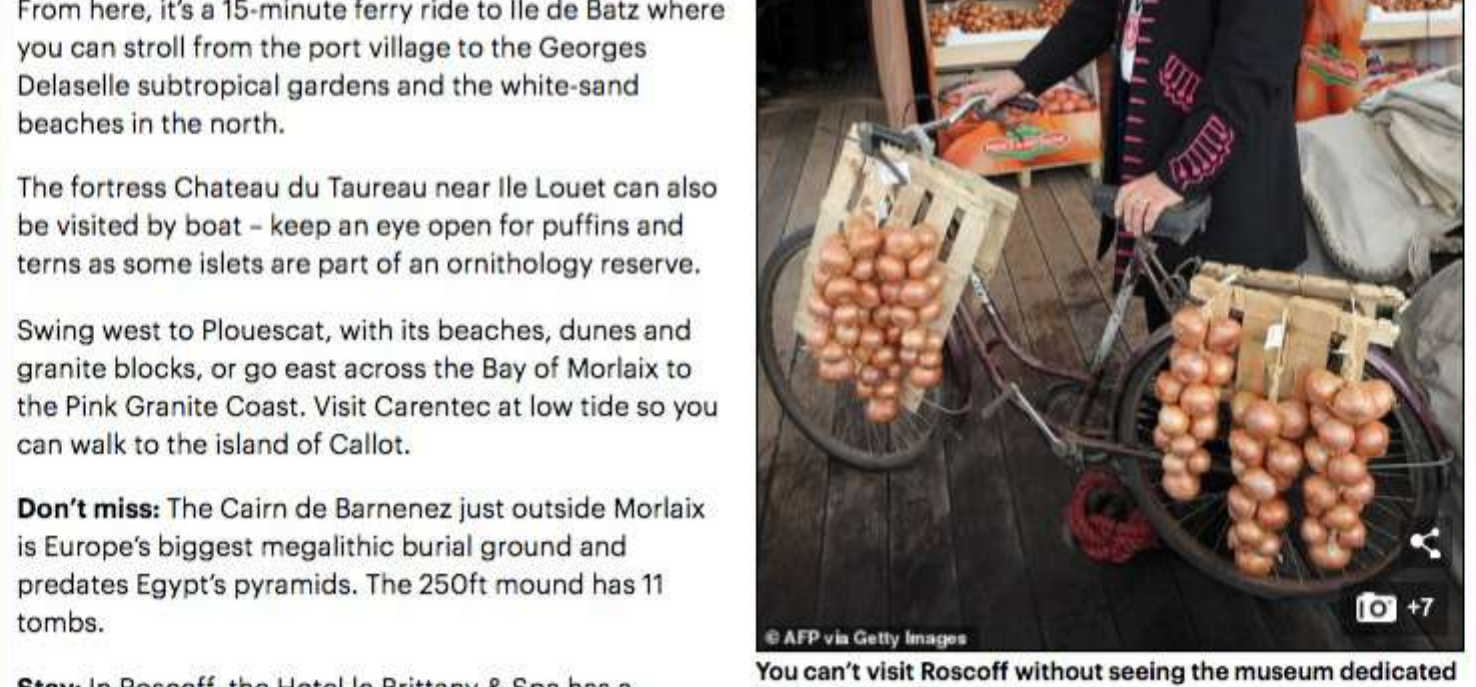 From here, it's a 15-minute ferry ride to Ile de Batz where
you can stroll from the port village to the Georges
Delaselle subtropical gardens and the white-sand
beaches in the north.
The fortress Chateau du Taureau near Ile Louet can also
be visited by boat – keep an eye open for puffins and
terns as some islets are part of an ornithology reserve.
Swing west to Plouescat, with its beaches, dunes and
granite blocks, or go east across the Bay of Morlaix to
the Pink Granite Coast. Visit Carentec at low tide so you
can walk to the island of Callot.
Don't miss: The Cairn de Barnenez just outside Morlaix
is Europe's biggest megalithic burial ground and
predates Egypt's pyramids. The 250ft mound has 11
tombs.
Stay: In Roscoff, the Hotel le Brittany & Spa has a
+7
© AFP via Getty Images
You can't visit Roscoff without seeing the museum dedicated